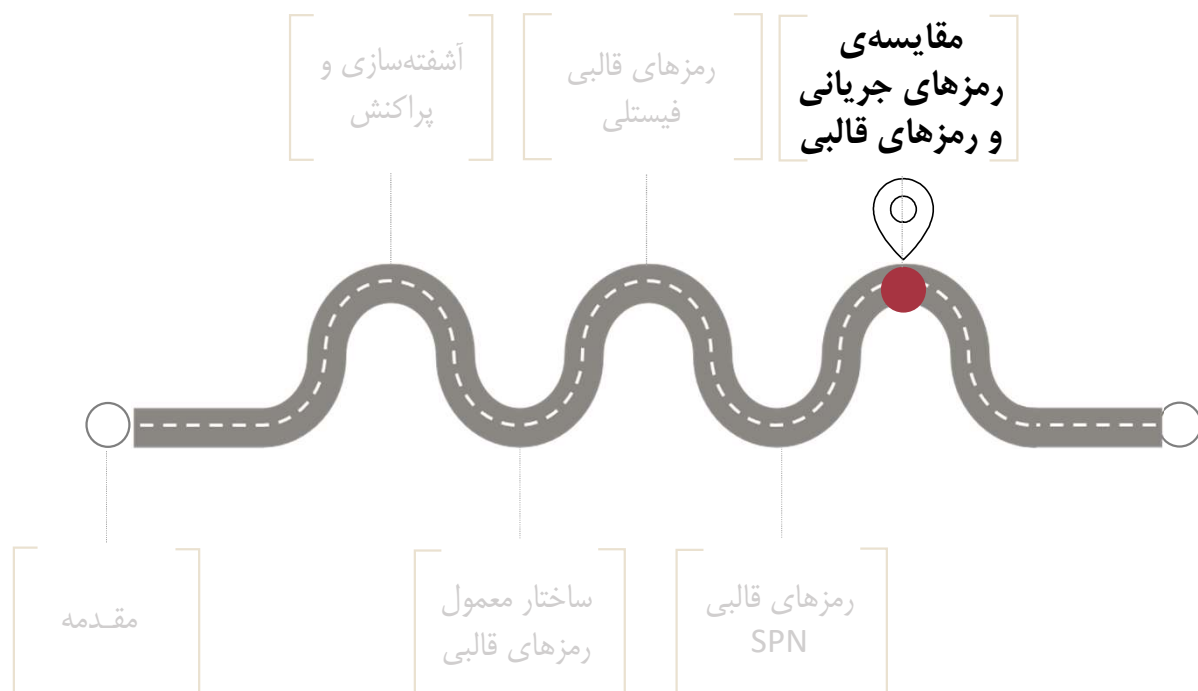 آشفته‌سازی و
پراکنش
رمزهای قالبی
فیستلی
مقایسه‌ی
رمزهای جریانی
و رمزهای قالبی
مقـدمه
ساختار معمول
رمزهای قالبی
رمزهای قالبی
SPN